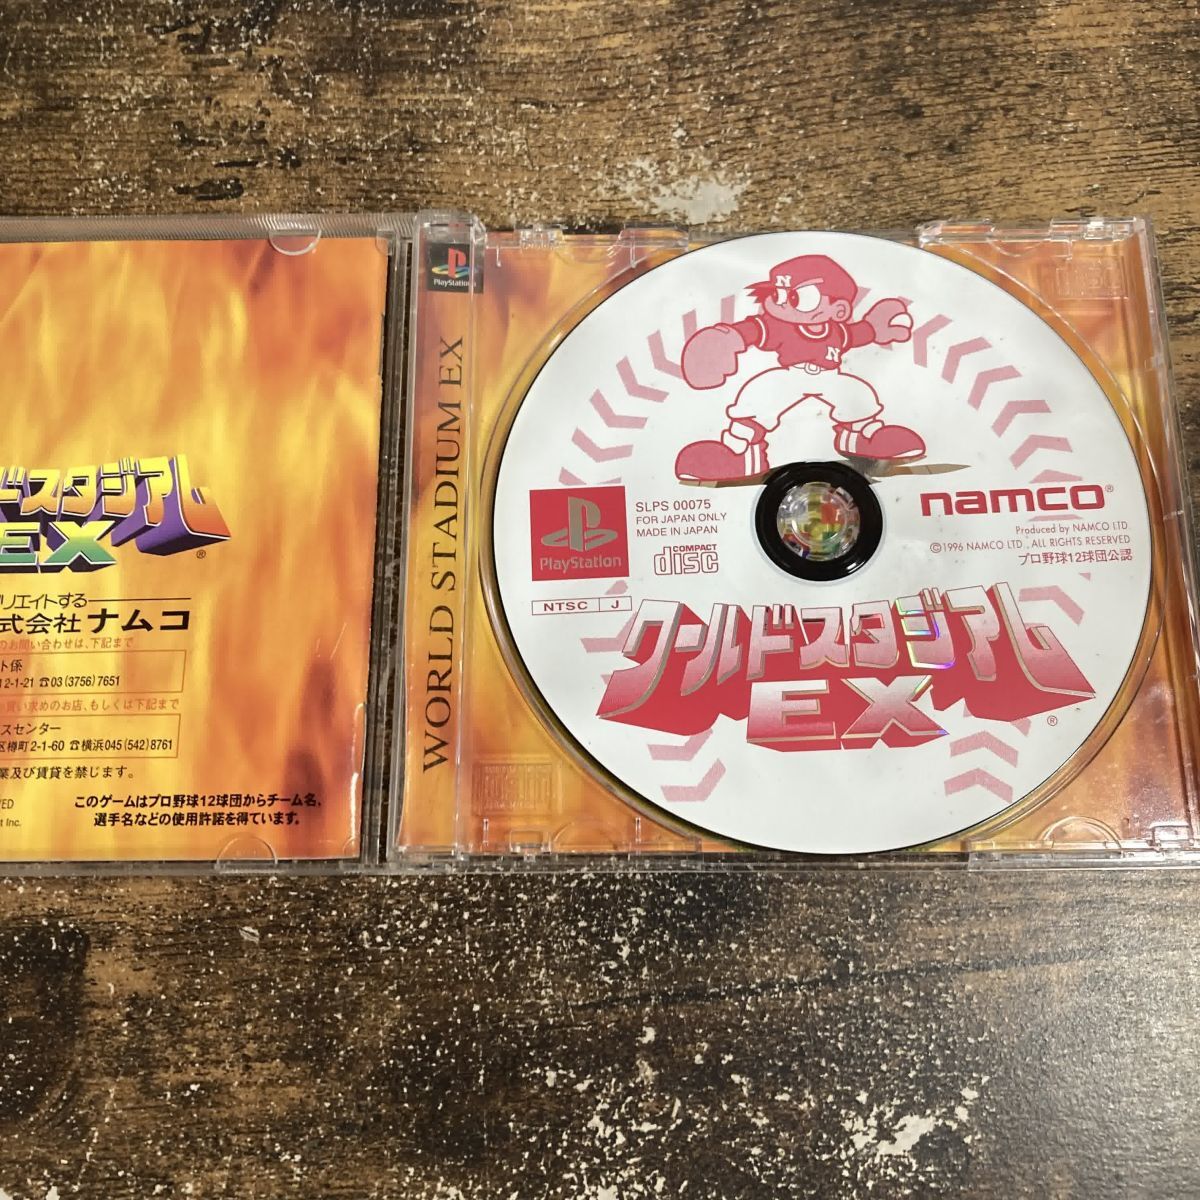 ルドスタジアム
EX
®
リエイトする
式会社 ナムコ
のお問い合わせは、下記まで
ト係
12-1-21 ☎03 (3756) 7651
買い求めのお店、もしくは下記まで
スセンター
区樽町2-1-60 ☎横浜045 (542) 8761
業及び賃貸を禁じます。
VED
t Inc.
このゲームはプロ野球12球団からチーム名、
選手名などの使用許諾を得ています。
PlayStation
WORLD STADIUM EX
N
N
PlayStation
SLPS 00075
FOR JAPAN ONLY
MADE IN JAPAN
COMPACT
disc
NTSC J
namco®
Produced by NAMCO LTD.
©1996 NAMCO LTD., ALL RIGHTS RESERVED
プロ野球12球団公認
ワールドスタジアム
EX
®